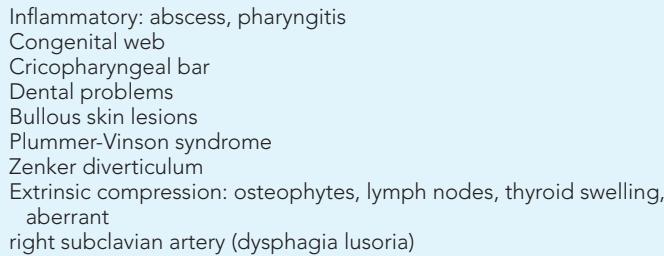 Inflammatory: abscess, pharyngitis
Congenital web
Cricopharyngeal bar
Dental problems
Bullous skin lesions
Plummer-Vinson syndrome
Zenker diverticulum
Extrinsic compression: osteophytes, lymph nodes, thyroid swelling,
aberrant
right subclavian artery (dysphagia lusoria)